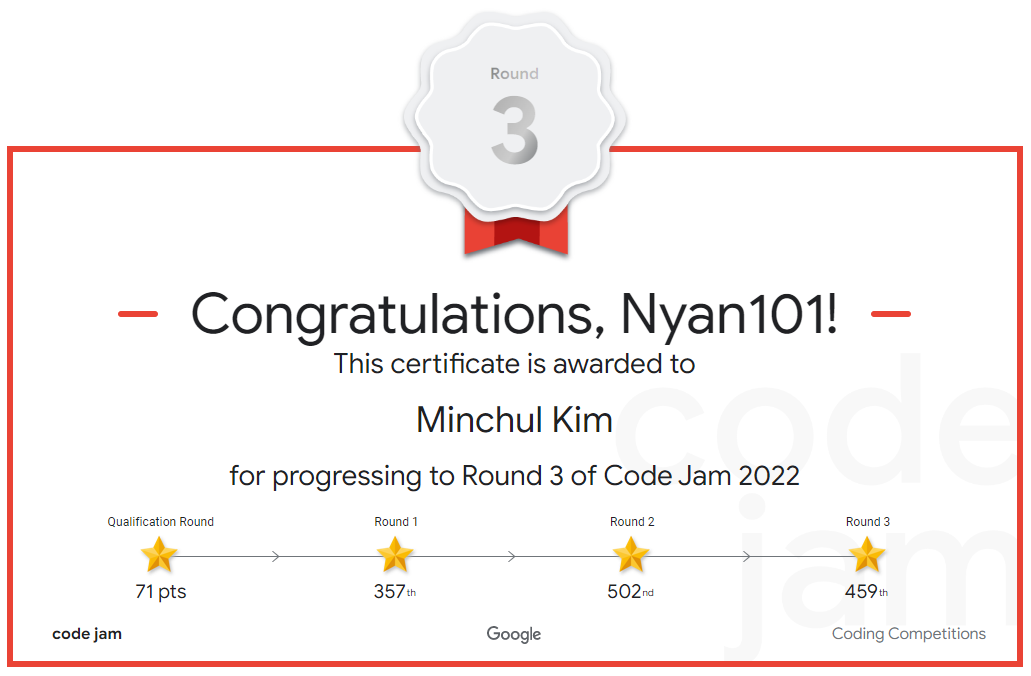 Round
3
Congratulations, Nyan101!
This certificate is awarded to
Minchul Kim
for progressing to Round 3 of Code Jam 2022
Qualification Round Round 1 Round 2 Round 3
71 pts 357th 502nd 459th
code jam Google Coding Competitions
code
jam